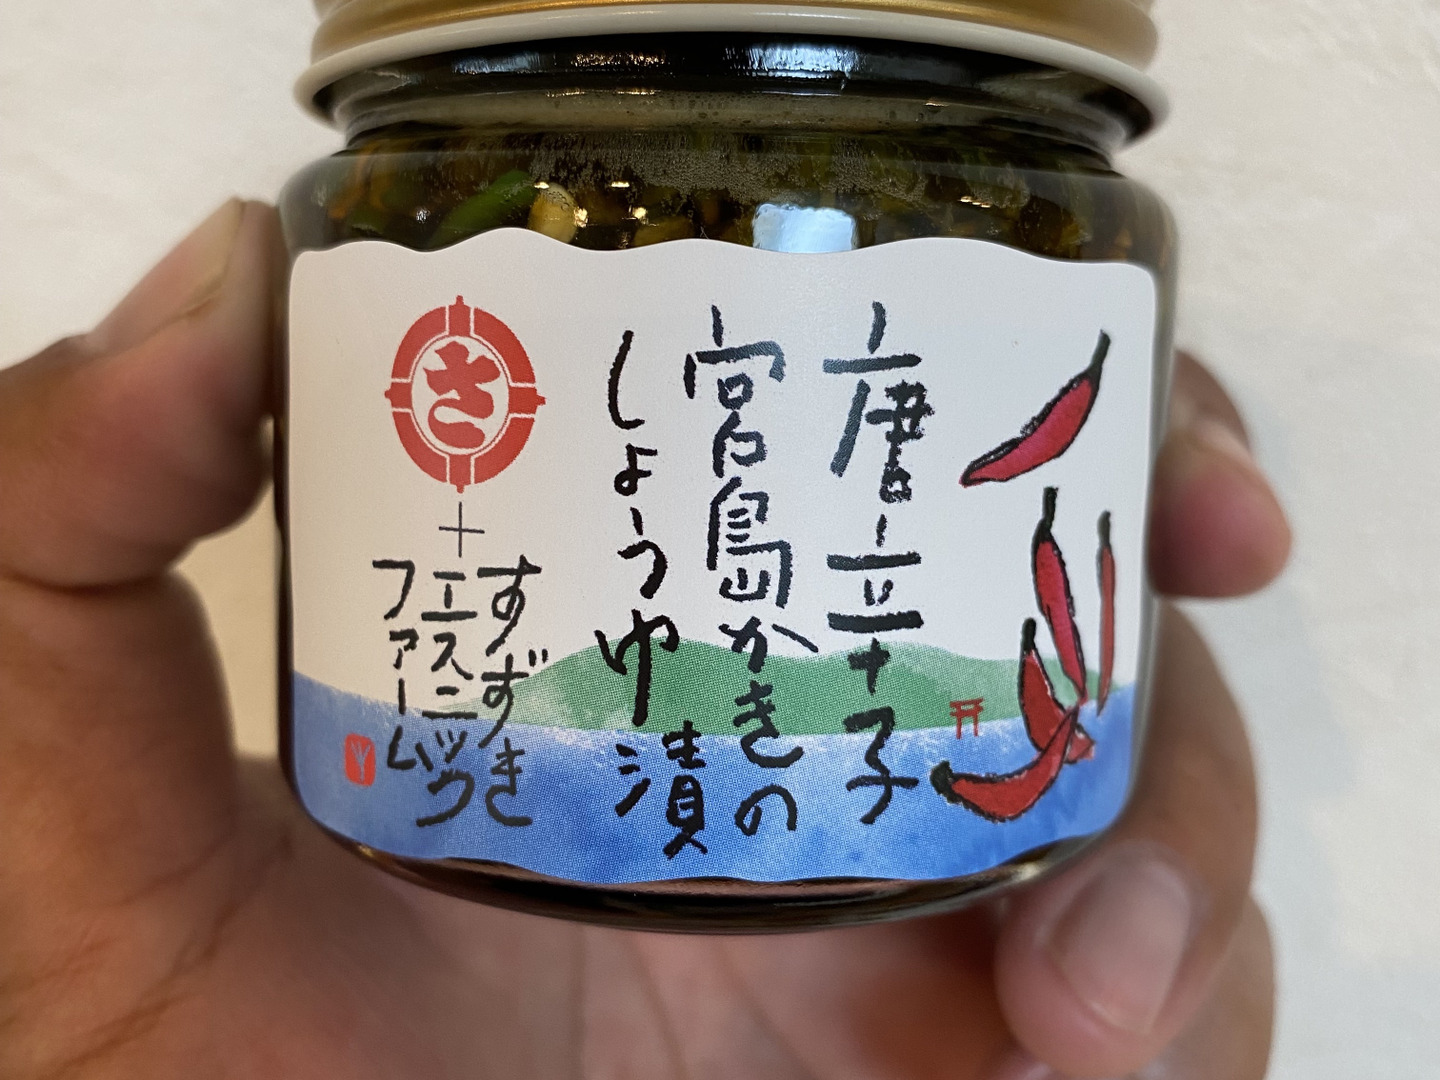 唐辛子
宮島かきの
しょうゆ漬
さ
+
すずき
エスニック
ファーム